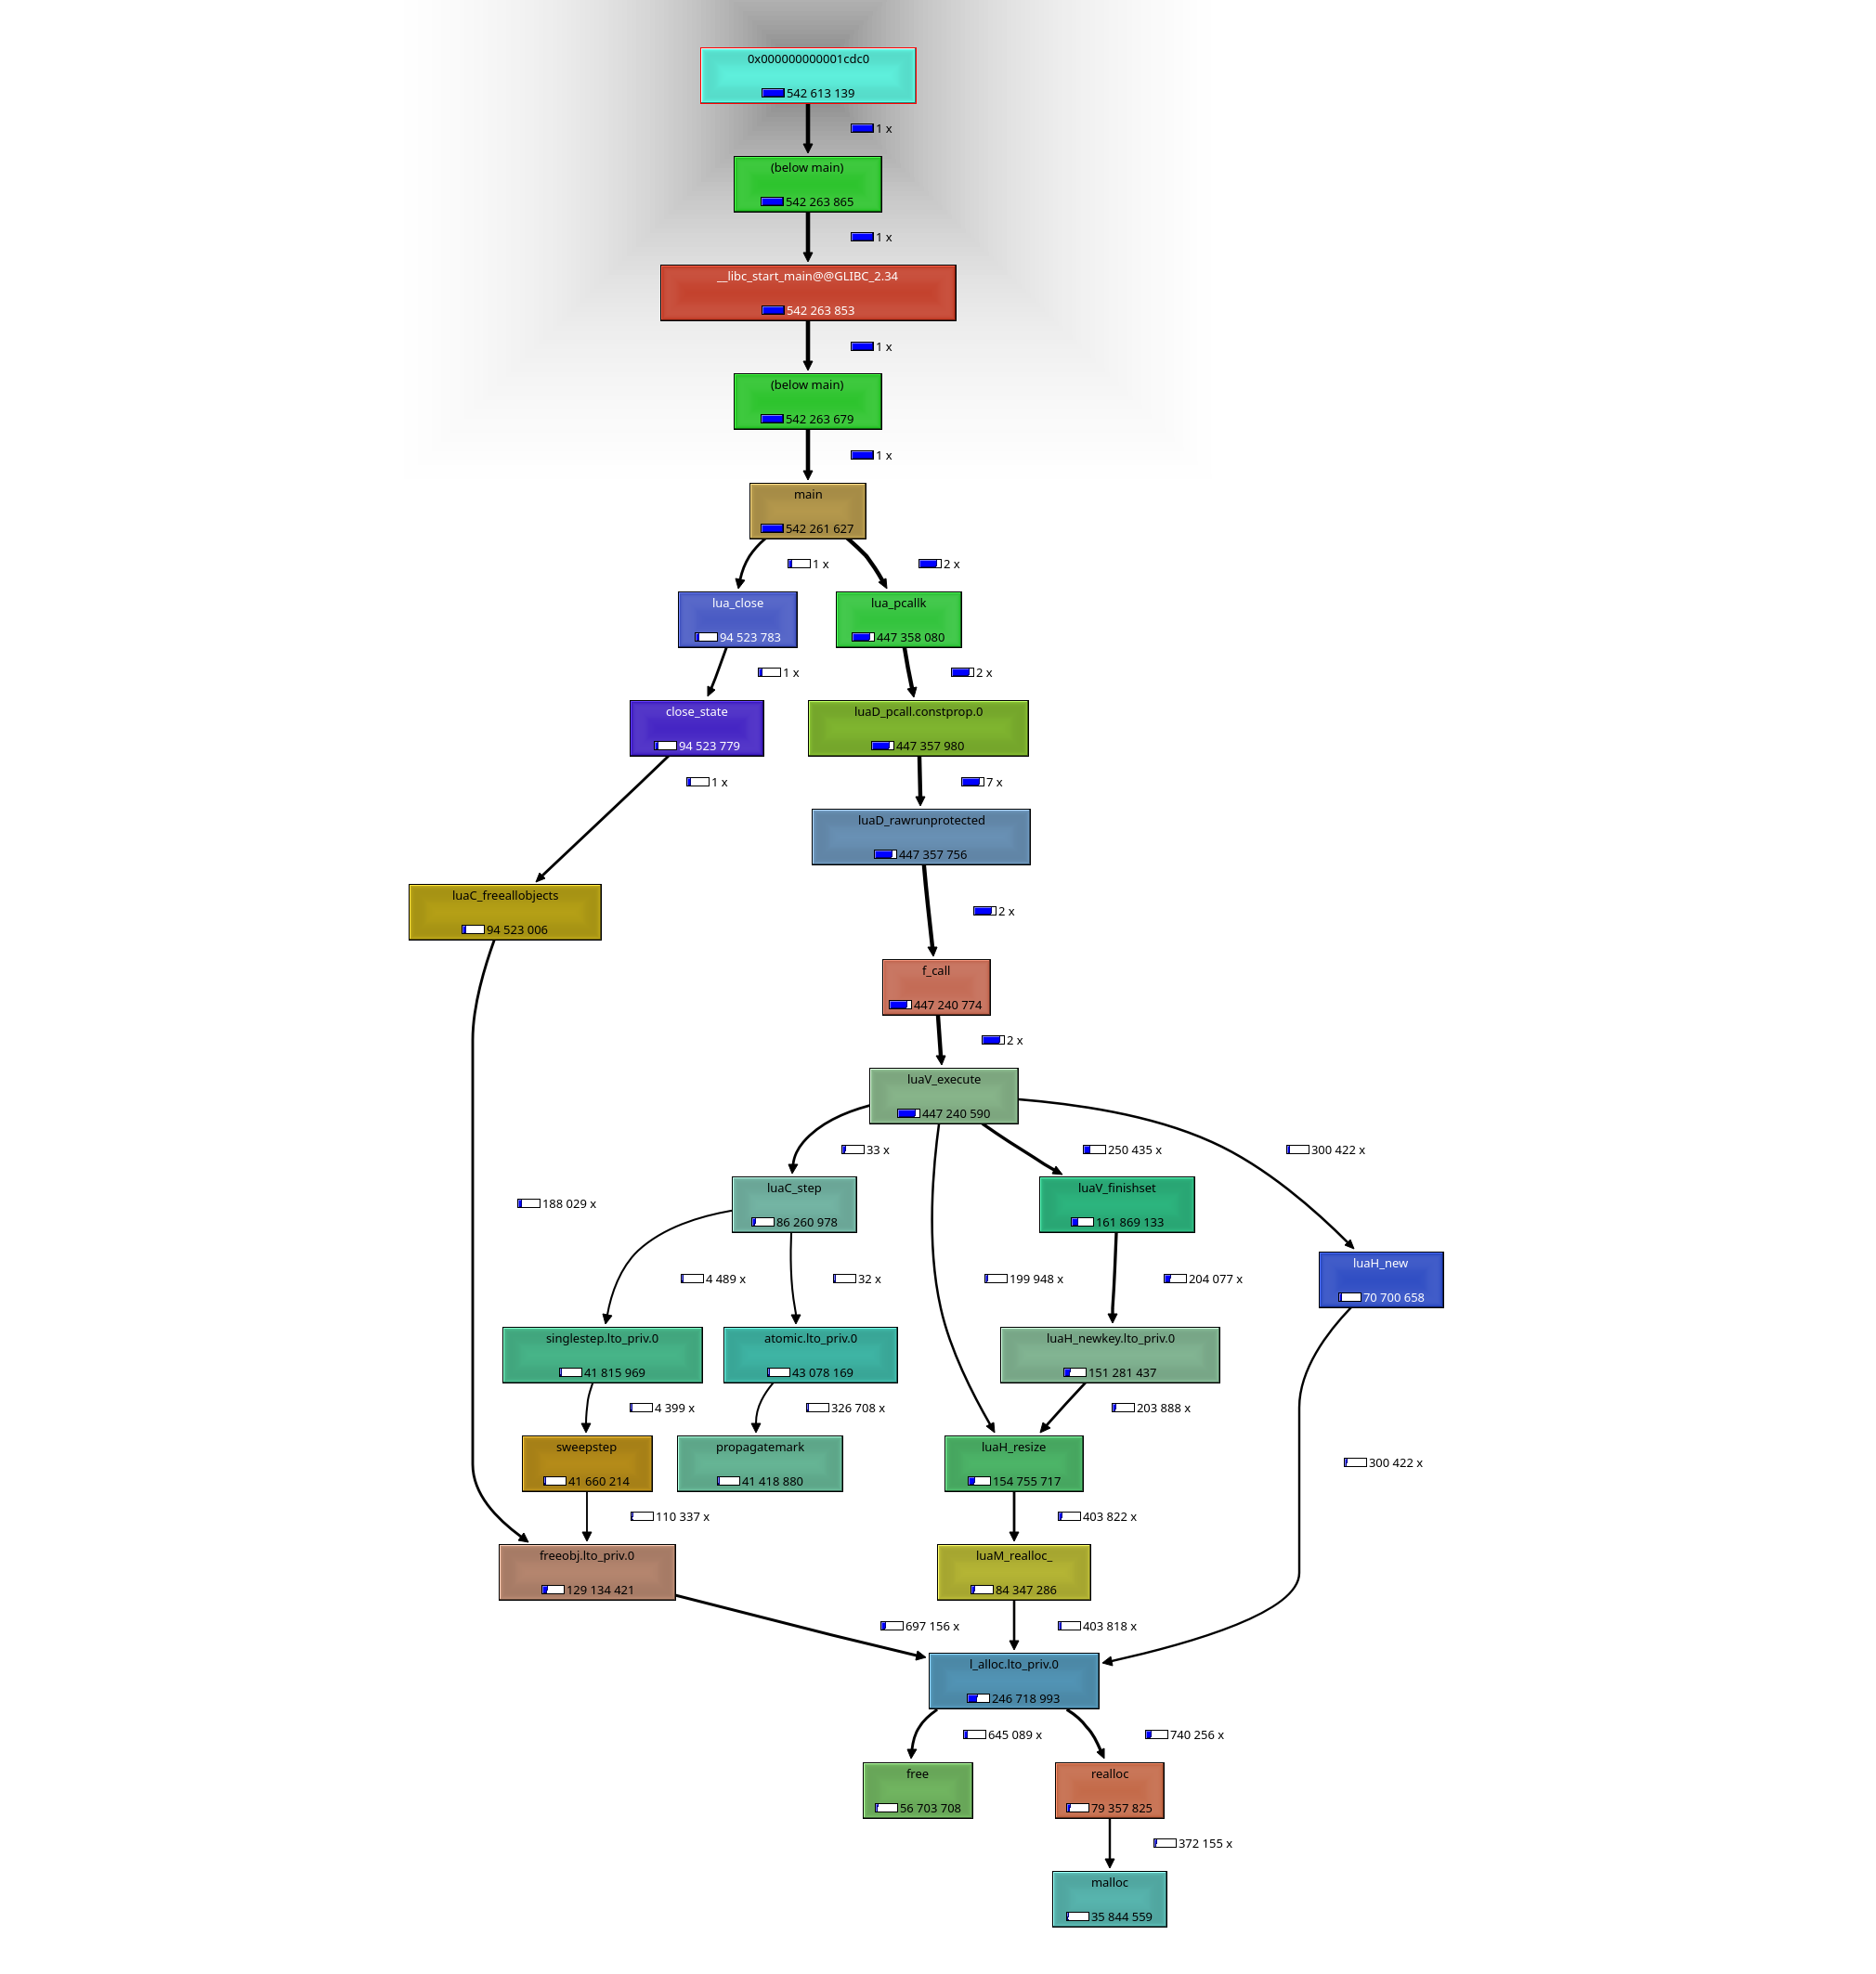 0x000000000001cdc0
542 613 139
1 x
(below main)
542 263 865
1 x
__libc_start_main@@GLIBC_2.34
542 263 853
1 x
(below main)
542 263 679
1 x
main
542 261 627
1 x
2 x
lua_close
94 523 783
lua_pcallk
447 358 080
1 x
2 x
close_state
94 523 779
luaD_pcall.constprop.0
447 357 980
1 x
7 x
luaD_rawrunprotected
447 357 756
luaC_freeallobjects
94 523 006
2 x
f_call
447 240 774
2 x
luaV_execute
447 240 590
33 x
250 435 x
300 422 x
luaC_step
86 260 978
luaV_finishset
161 869 133
188 029 x
luaH_new
70 700 658
4 489 x
32 x
199 948 x
204 077 x
singlestep.lto_priv.0
41 815 969
atomic.lto_priv.0
43 078 169
luaH_newkey.lto_priv.0
151 281 437
4 399 x
326 708 x
203 888 x
sweepstep
41 660 214
propagatemark
41 418 880
luaH_resize
154 755 717
300 422 x
110 337 x
403 822 x
freeobj.lto_priv.0
129 134 421
luaM_realloc_
84 347 286
697 156 x
403 818 x
l_alloc.lto_priv.0
246 718 993
645 089 x
740 256 x
free
56 703 708
realloc
79 357 825
372 155 x
malloc
35 844 559